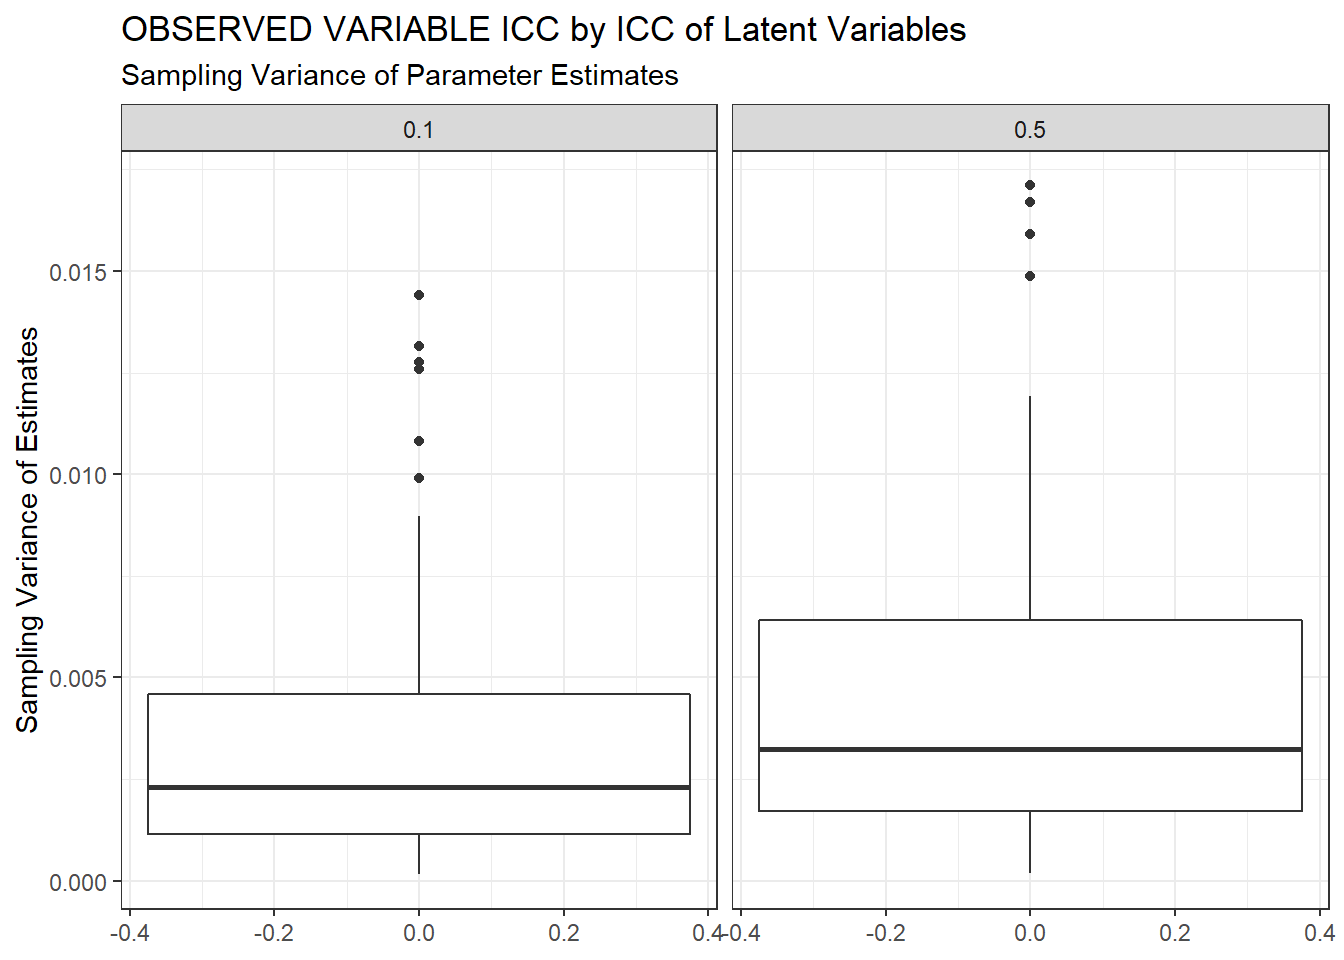 OBSERVED VARIABLE ICC by ICC of Latent Variables
Sampling Variance of Parameter Estimates
0.1
0.5
Sampling Variance of Estimates
0.015
0.010
0.005
0.000
-0.4 -0.2 0.0 0.2 0.4
-0.4 -0.2 0.0 0.2 0.4